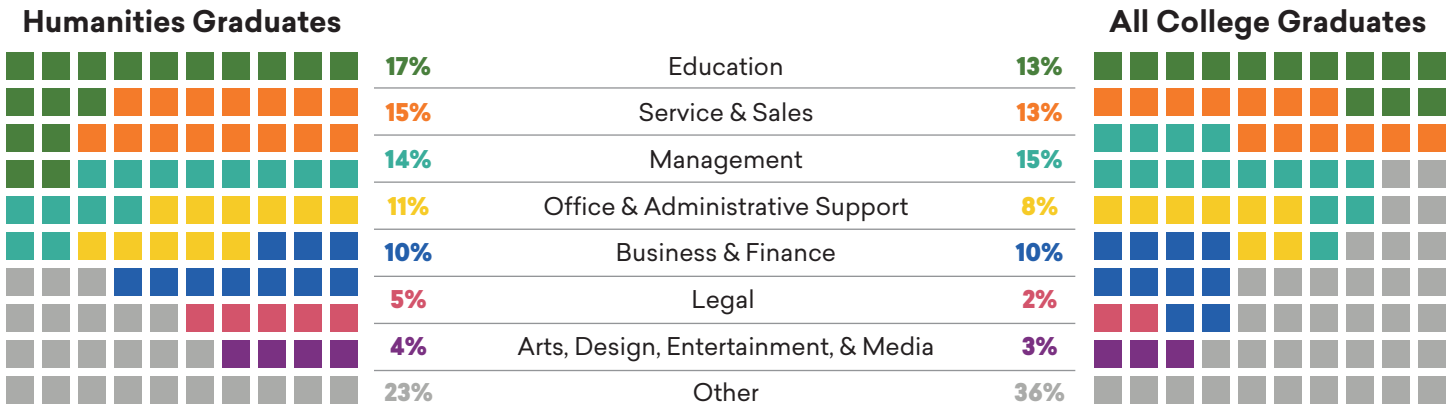 Humanities Graduates
All College Graduates
17% Education 13%
15% Service & Sales 13%
14% Management 15%
11% Office & Administrative Support 8%
10% Business & Finance 10%
5% Legal 2%
4% Arts, Design, Entertainment, & Media 3%
23% Other 36%